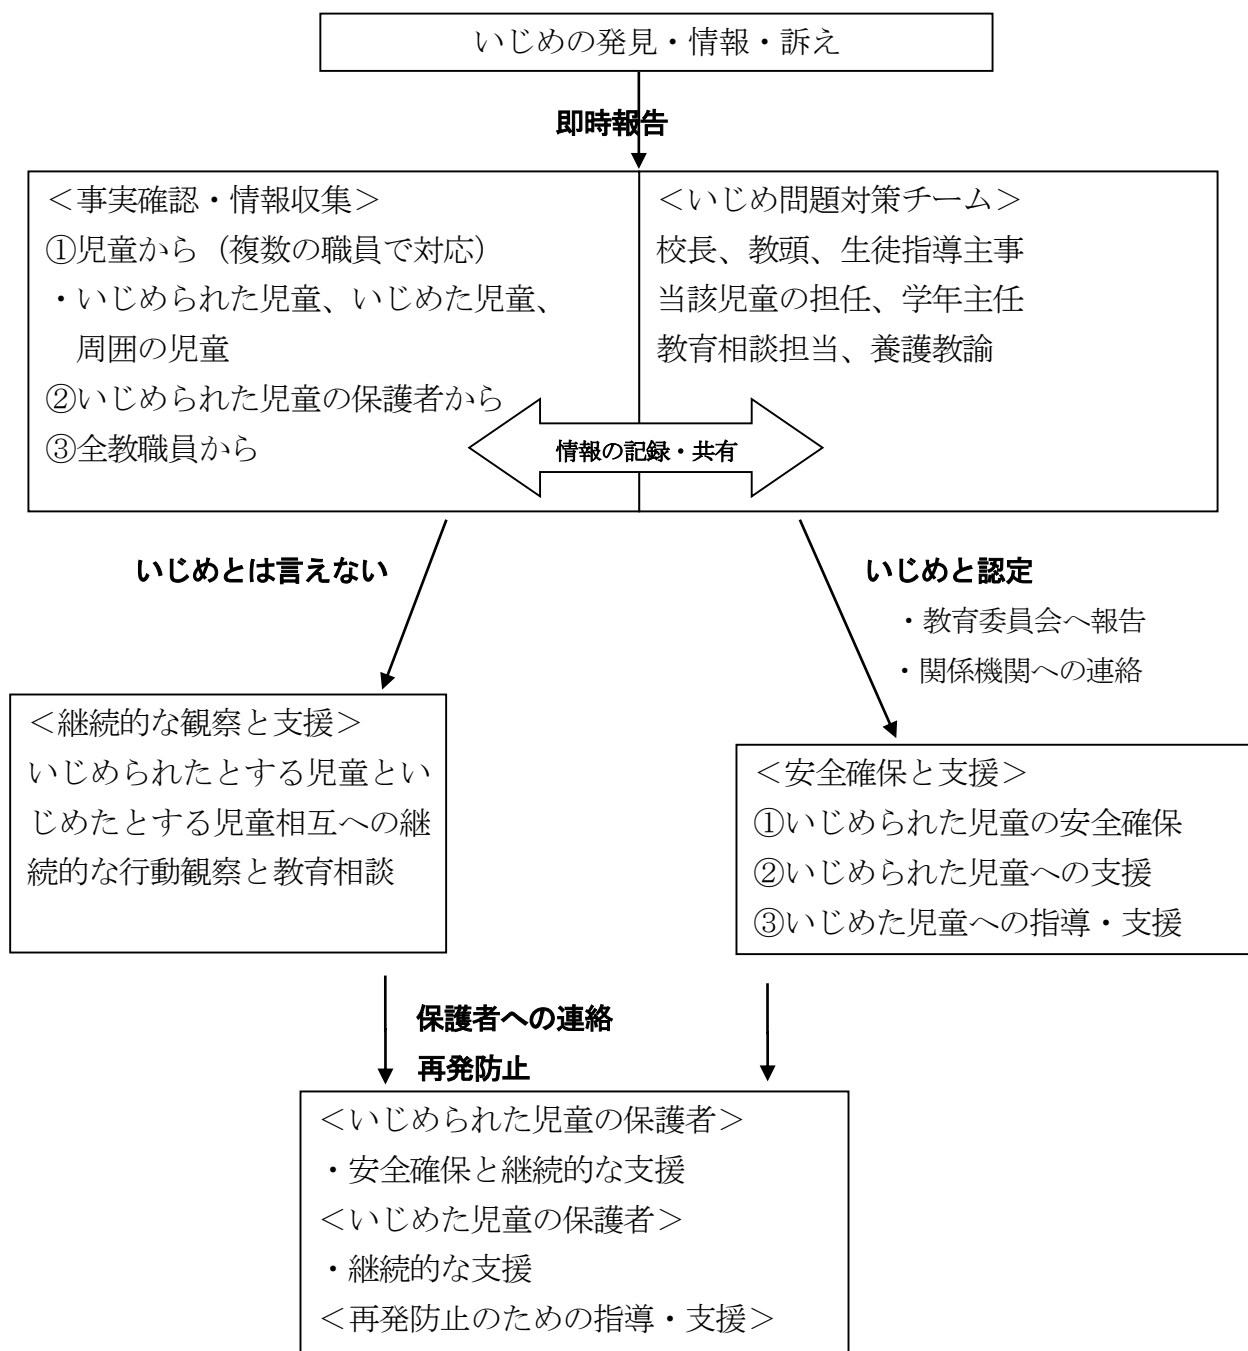 いじめの発見・情報・訴え
即時報告
＜事実確認・情報収集＞
①児童から（複数の職員で対応）
・いじめられた児童、いじめた児童、
周囲の児童
②いじめられた児童の保護者から
③全教職員から
＜いじめ問題対策チーム＞
校長、教頭、生徒指導主事
当該児童の担任、学年主任
教育相談担当、養護教諭
情報の記録・共有
いじめとは言えない
いじめと認定
・教育委員会へ報告
・関係機関への連絡
＜継続的な観察と支援＞
いじめられたとする児童とい
じめたとする児童相互への継
続的な行動観察と教育相談
＜安全確保と支援＞
①いじめられた児童の安全確保
②いじめられた児童への支援
③いじめた児童への指導・支援
保護者への連絡
再発防止
＜いじめられた児童の保護者＞
・安全確保と継続的な支援
＜いじめた児童の保護者＞
・継続的な支援
＜再発防止のための指導・支援＞